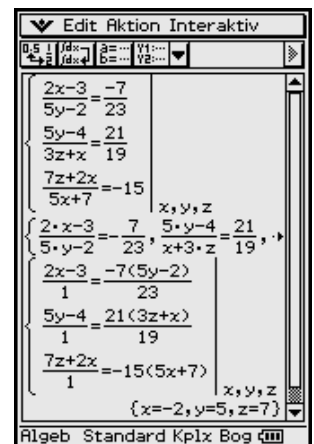 Edit Aktion Interaktiv
(2x-3)/(5y-2)=-7/23
(5y-4)/(3z+x)=21/19
(7z+2x)/(5x+7)=-15
x,y,z
{(2·x-3)/(5·y-2)=-7/23,(5·y-4)/(x+3·z)=21/19,
(2x-3)/1=-7(5y-2)/23
(5y-4)/1=21(3z+x)/19
(7z+2x)/1=-15(5x+7)
x,y,z
{x=-2,y=5,z=7}
Algeb Standard Kplx Bog